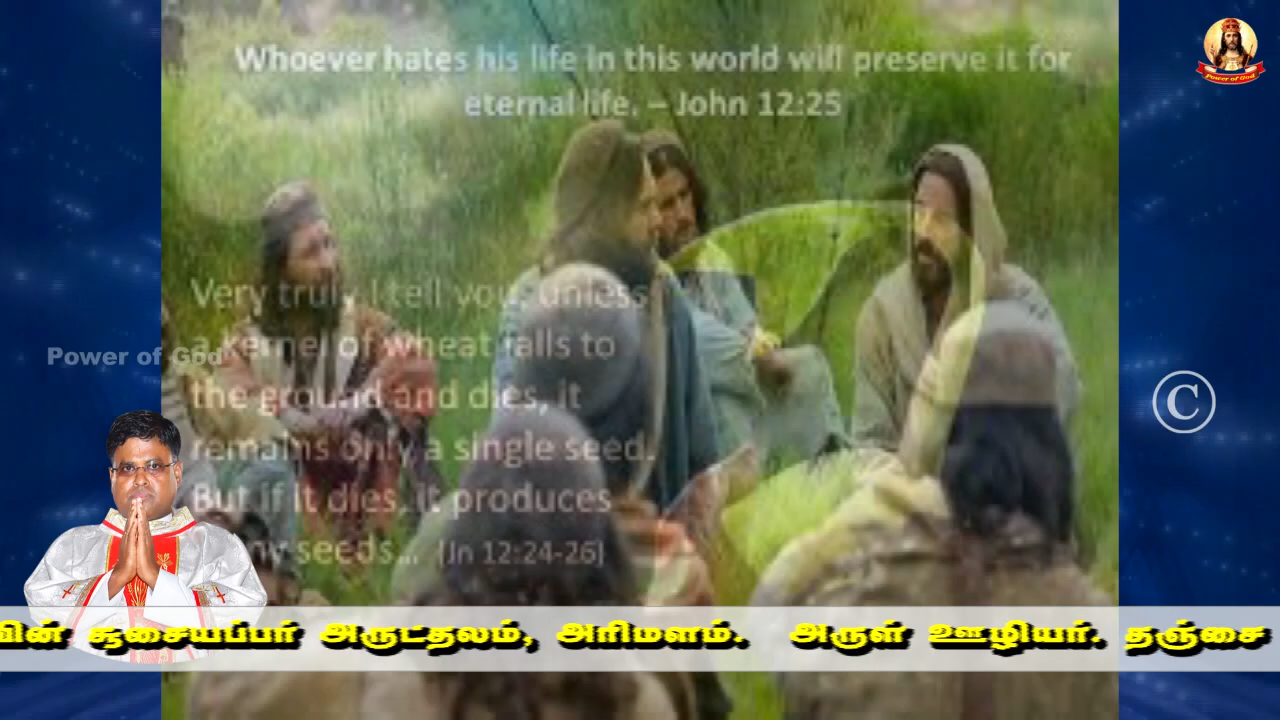 Whoever hates his life in this world will preserve it for
eternal life. – John 12:25
Power of God
Very truly I tell you, unless
a kernel of wheat falls to
Power of God
the ground and dies, it
remains only a single seed.
But if it dies, it produces
seeds... (Jn 12:24-26)
©
சூசையப்பர் அருட்தலம், அரிமளம். அருள் ஊழியர். தஞ்சை